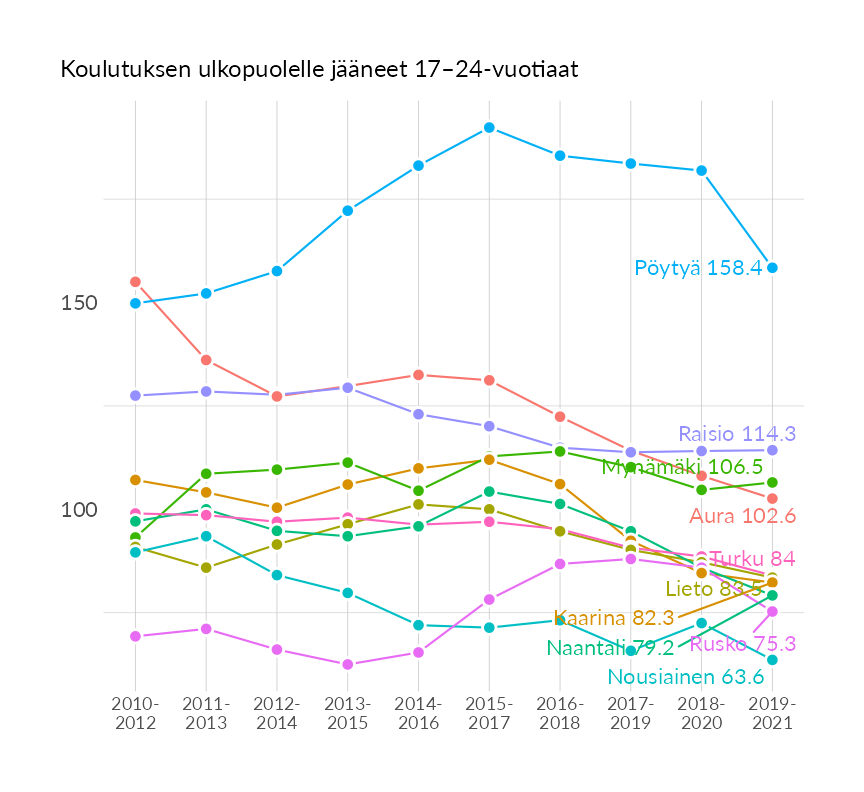 Koulutuksen ulkopuolelle jääneet 17–24-vuotiaat
Pöytyä 158.4
150
Raisio 114.3
Mynämäki 106.5
100
Aura 102.6
Turku 84
Lieto 83.5
Kaarina 82.3
Rusko 75.3
Naantali 79.2
Nousiainen 63.6
2010- 2011- 2012- 2013- 2014- 2015- 2016- 2017- 2018- 2019-
2012 2013 2014 2015 2016 2017 2018 2019 2020 2021